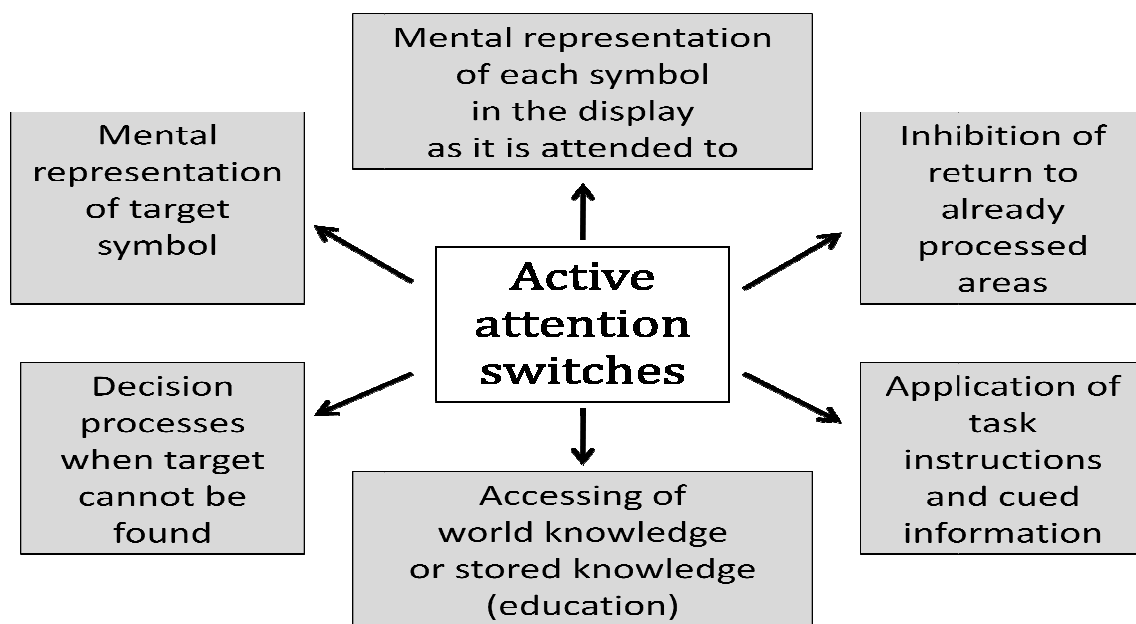 Mental representation
of each symbol
in the display
as it is attended to
Mental
representation
of target
symbol
Inhibition of
return to
already
processed
areas
Active
attention
switches
Decision
processes
when target
cannot be
found
Application of
task
instructions
and cued
information
Accessing of
world knowledge
or stored knowledge
(education)